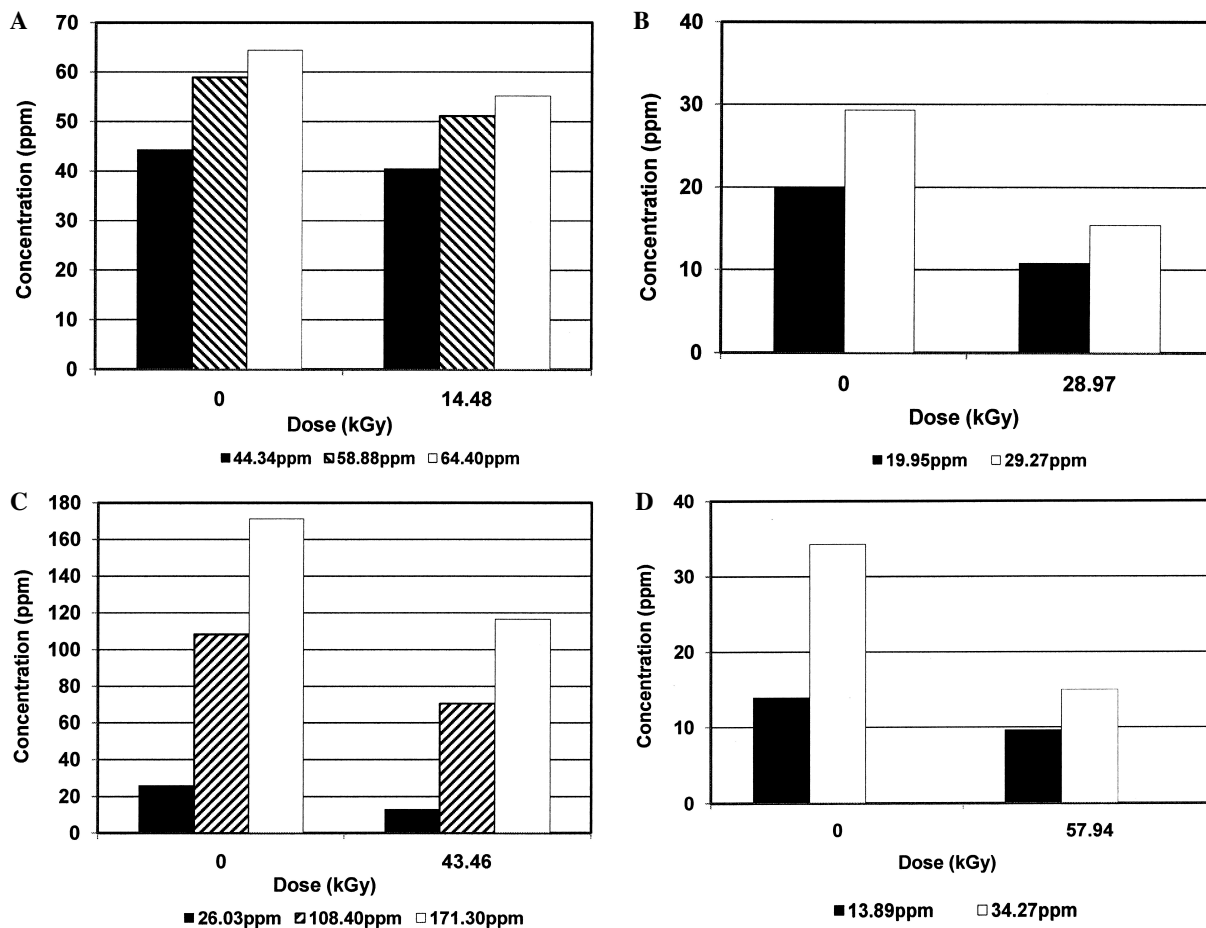 A
Concentration (ppm)
70
60
50
40
30
20
10
0
0 14.48
Dose (kGy)
44.34ppm 58.88ppm 64.40ppm
B
Concentration (ppm)
40
30
20
10
0
0 28.97
Dose (kGy)
19.95ppm 29.27ppm
C
Concentration (ppm)
180
160
140
120
100
80
60
40
20
0
0 43.46
Dose (kGy)
26.03ppm 108.40ppm 171.30ppm
D
Concentration (ppm)
40
30
20
10
0
0 57.94
Dose (kGy)
13.89ppm 34.27ppm